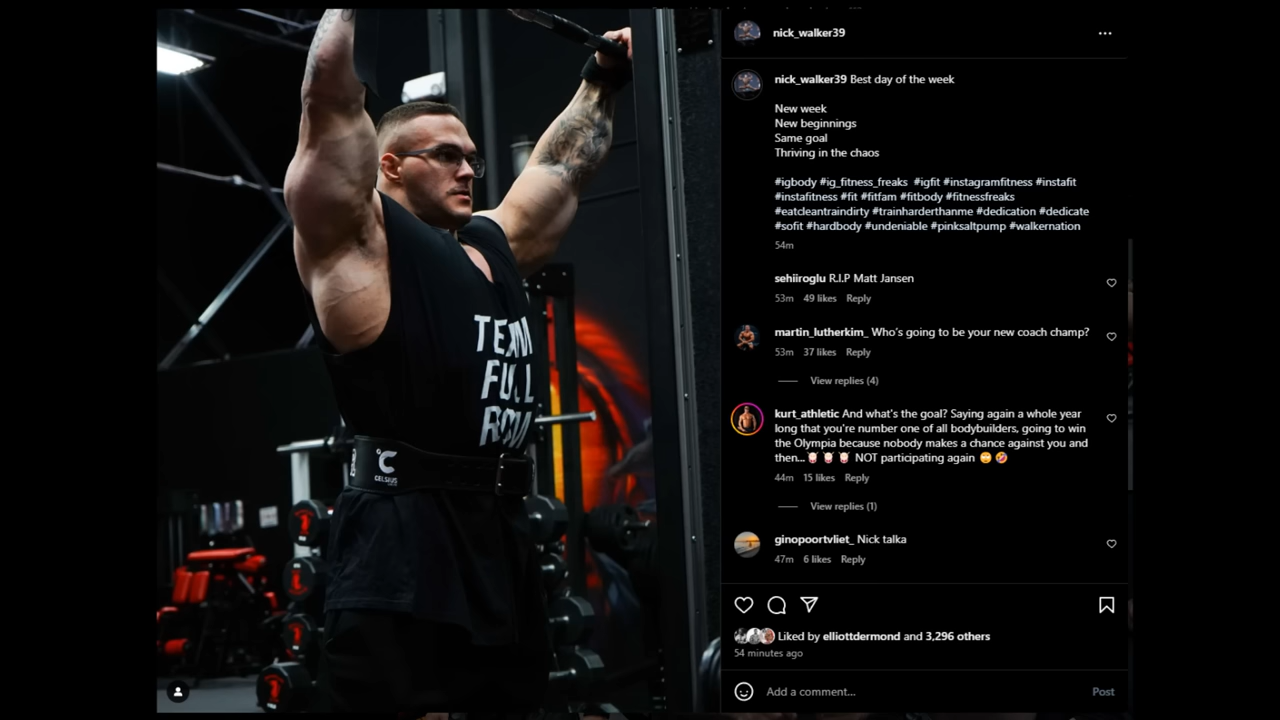 TEAM
FULL
ROM
C
CELSIUS
nick_walker39
nick_walker39 Best day of the week
New week
New beginnings
Same goal
Thriving in the chaos
#igbody #ig_fitness_freaks #igfit #instagramfitness #instafit
#instafitness #fit #fitfam #fitbody #fitnessfreaks
#eatcleantraindirty #trainharderthanme #dedication #dedicate
#sofit #hardbody #undeniable #pinksaltpump #walkernation
54m
sehiiroglu R.I.P Matt Jansen
53m 49 likes Reply
martin_lutherkim_ Who's going to be your new coach champ?
53m 37 likes Reply
View replies (4)
kurt_athletic And what's the goal? Saying again a whole year
long that you're number one of all bodybuilders, going to win
the Olympia because nobody makes a chance against you and
then...🐷 🐷 🐷 NOT participating again 🙄 🤣
44m 15 likes Reply
View replies (1)
ginopoortvliet_ Nick talka
47m 6 likes Reply
Liked by elliottdermond and 3,296 others
54 minutes ago
Add a comment... Post